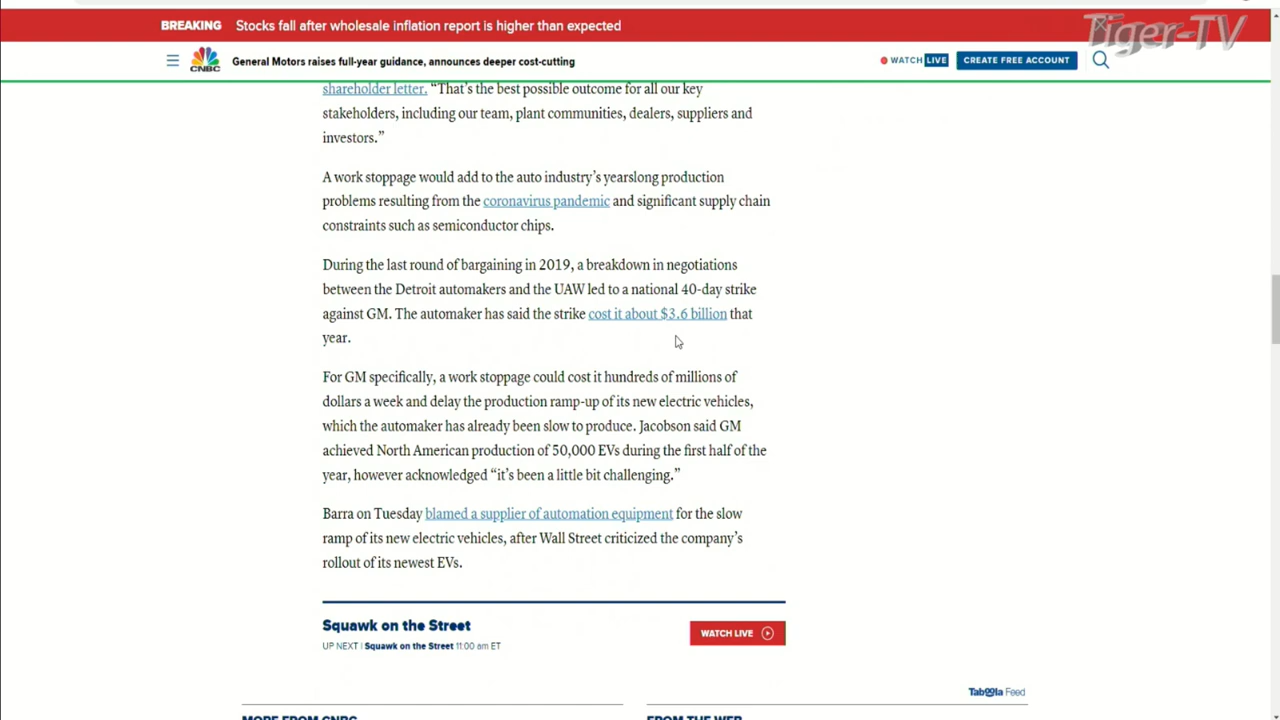 BREAKING Stocks fall after wholesale inflation report is higher than expected
Tiger-TV
CNBC
General Motors raises full-year guidance, announces deeper cost-cutting
WATCH LIVE
CREATE FREE ACCOUNT
shareholder letter. “That’s the best possible outcome for all our key
stakeholders, including our team, plant communities, dealers, suppliers and
investors.”
A work stoppage would add to the auto industry’s yearslong production
problems resulting from the coronavirus pandemic and significant supply chain
constraints such as semiconductor chips.
During the last round of bargaining in 2019, a breakdown in negotiations
between the Detroit automakers and the UAW led to a national 40-day strike
against GM. The automaker has said the strike cost it about $3.6 billion that
year.
For GM specifically, a work stoppage could cost it hundreds of millions of
dollars a week and delay the production ramp-up of its new electric vehicles,
which the automaker has already been slow to produce. Jacobson said GM
achieved North American production of 50,000 EVs during the first half of the
year, however acknowledged “it’s been a little bit challenging.”
Barra on Tuesday blamed a supplier of automation equipment for the slow
ramp of its new electric vehicles, after Wall Street criticized the company’s
rollout of its newest EVs.
Squawk on the Street
UP NEXT | Squawk on the Street 11:00 am ET
WATCH LIVE
Taboola Feed
MORE FROM CNBC
FROM THE WEB